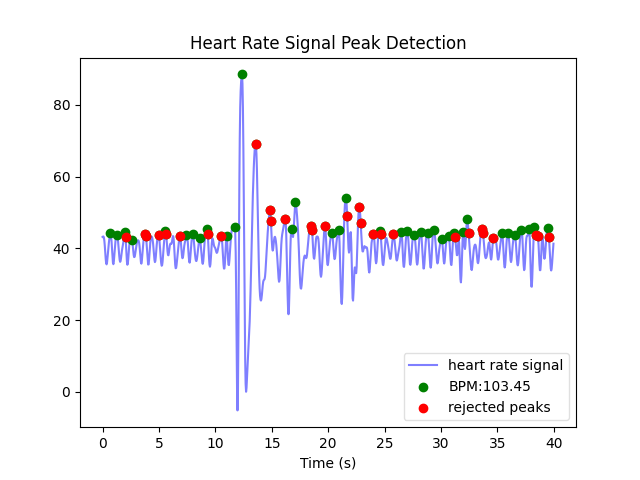 Heart Rate Signal Peak Detection
80
60
40
20
0
0
5
10
15
20
25
30
35
40
Time (s)
heart rate signal
BPM:103.45
rejected peaks